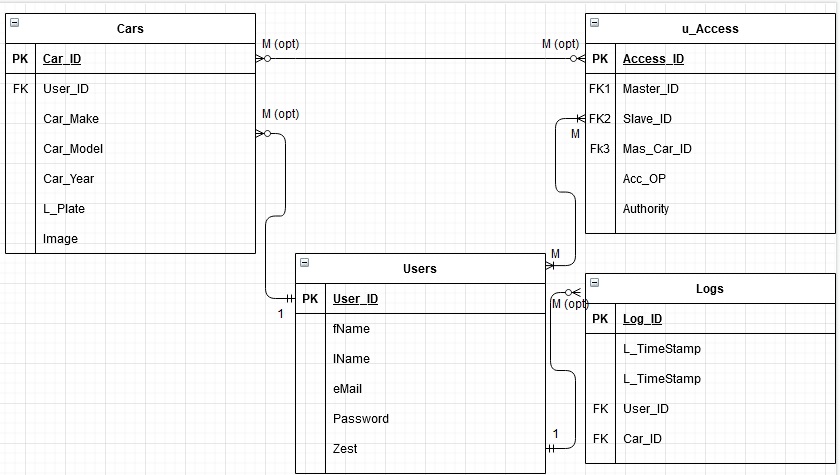 Cars
PK Car_ID
FK User_ID
Car_Make
Car_Model
Car_Year
L_Plate
Image
M (opt)
M (opt)
M (opt)
u_Access
PK Access_ID
FK1 Master_ID
FK2 Slave_ID
Fk3 Mas_Car_ID
Acc_OP
Authority
M
M
1
Users
PK User_ID
fName
lName
eMail
Password
Zest
M (opt)
1
Logs
PK Log_ID
L_TimeStamp
L_TimeStamp
FK User_ID
FK Car_ID